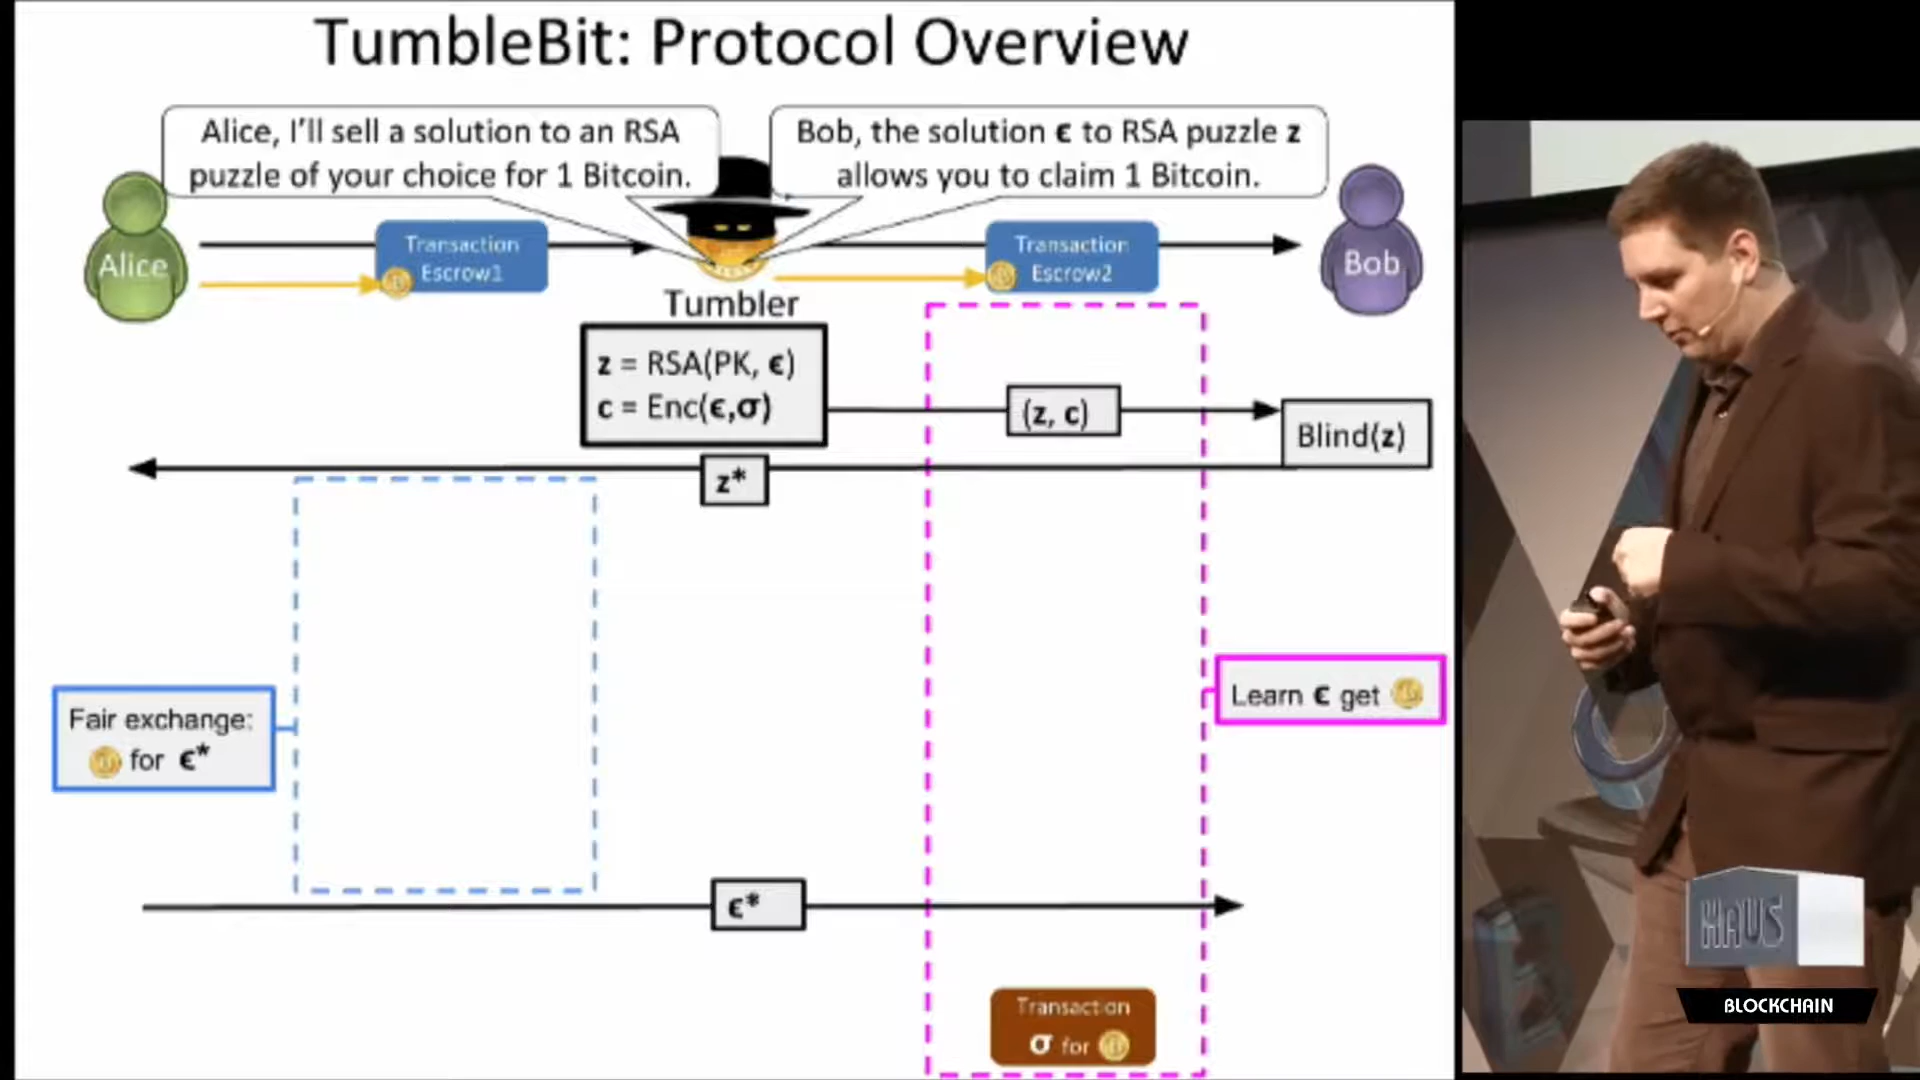 TumbleBit: Protocol Overview
Alice, I'll sell a solution to an RSA
puzzle of your choice for 1 Bitcoin.
Bob, the solution ϵ to RSA puzzle z
allows you to claim 1 Bitcoin.
Alice
Transaction
Escrow1
Tumbler
Transaction
Escrow2
Bob
z = RSA(PK, ϵ)
c = Enc(ϵ,σ)
(z, c)
Blind(z)
z*
Fair exchange:
for ϵ*
Learn ϵ get
ϵ*
Transaction
σ for
HAUS
BLOCKCHAIN